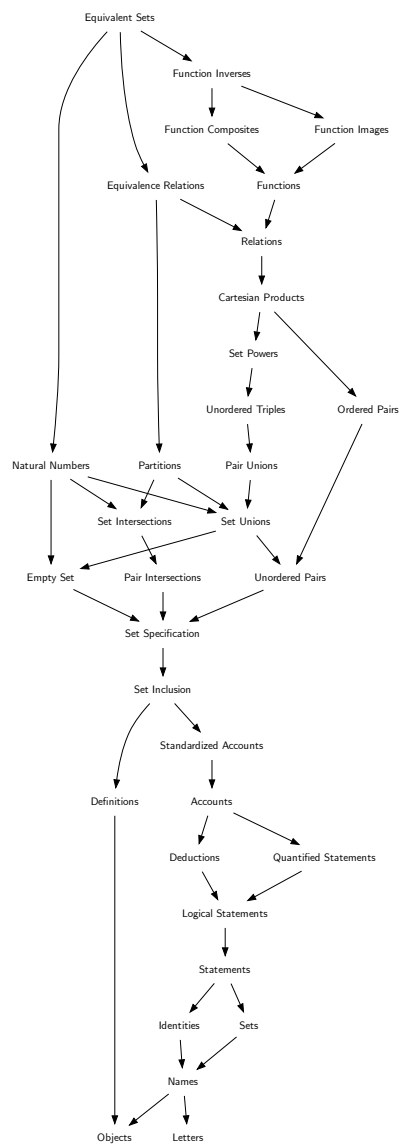 Equivalent Sets
Function Inverses
Function Composites
Function Images
Equivalence Relations
Functions
Relations
Cartesian Products
Set Powers
Unordered Triples
Ordered Pairs
Natural Numbers
Partitions
Pair Unions
Set Intersections
Set Unions
Empty Set
Pair Intersections
Unordered Pairs
Set Specification
Set Inclusion
Standardized Accounts
Definitions
Accounts
Deductions
Quantified Statements
Logical Statements
Statements
Identities
Sets
Names
Objects
Letters